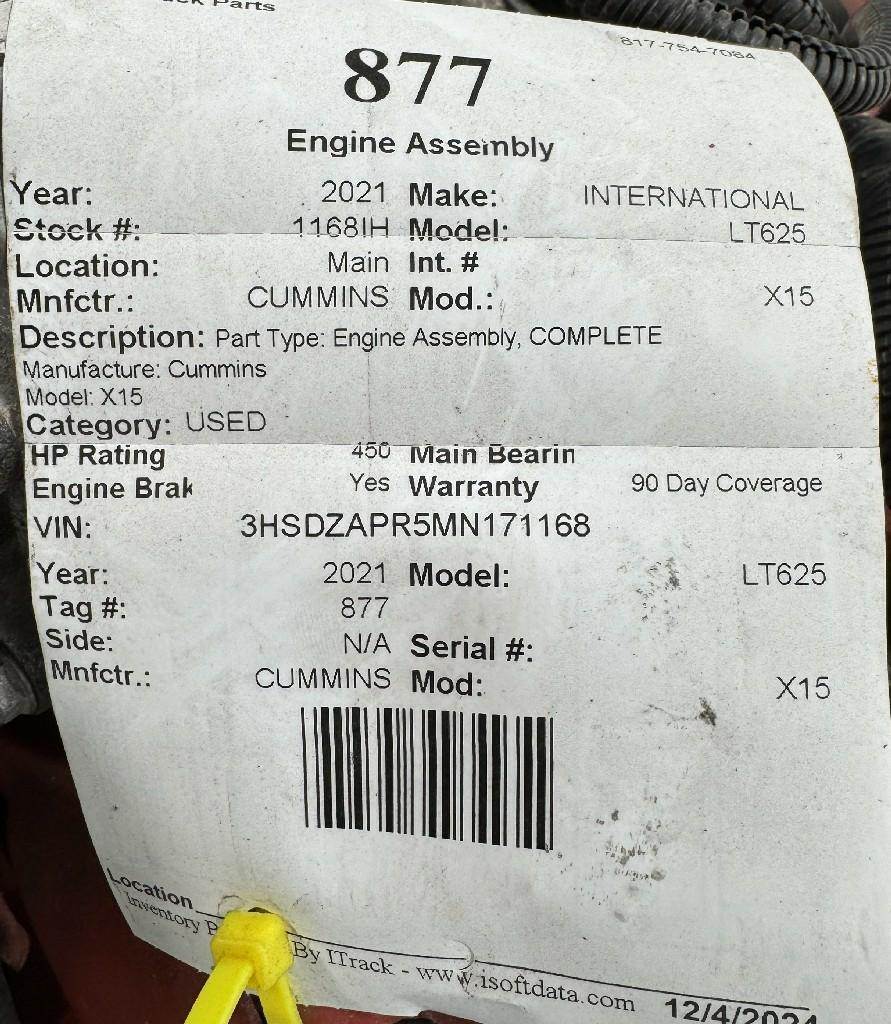 Parts
817-754-7084
877
Engine Assembly
Year: 2021 Make: INTERNATIONAL
Stock #: 1168IH Model: LT625
Location: Main Int. #
Mnfctr.: CUMMINS Mod.: X15
Description: Part Type: Engine Assembly, COMPLETE
Manufacture: Cummins
Model: X15
Category: USED
HP Rating 450 Main Bearin
Engine Brak Yes Warranty 90 Day Coverage
VIN: 3HSDZAPR5MN171168
Year: 2021 Model: LT625
Tag #: 877
Side: N/A Serial #:
Mnfctr.: CUMMINS Mod: X15
Location
Inventory By ITrack - www.isoftdata.com 12/4/2024